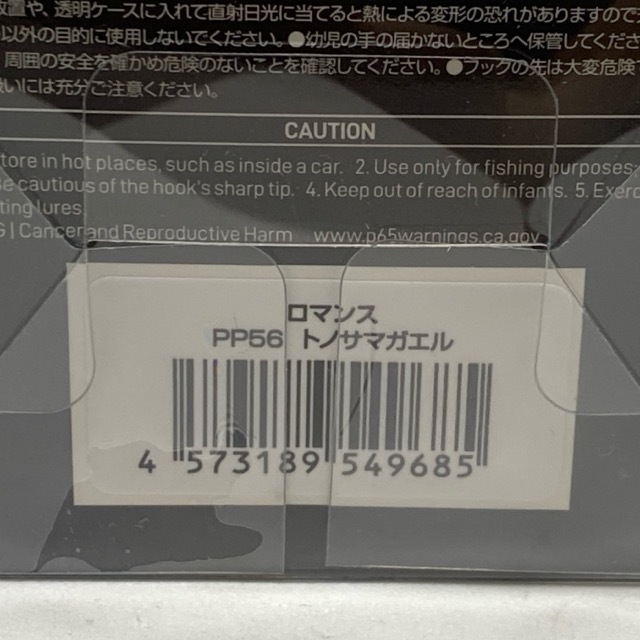 放置や、透明ケースに入れて直射日光に当てると熱による変形の恐れがありますので
以外の目的に使用しないでください。●幼児の手の届かないところへ保管してくださ
周囲の安全を確かめ危険のないことを確認してください。●フックの先は大変危険で
扱いには充分ご注意ください。
CAUTION
tore in hot places, such as inside a car. 2. Use only for fishing purposes.
Be cautious of the hook's sharp tip. 4. Keep out of reach of infants. 5. Exerc
ting lures.
G | Cancer and Reproductive Harm www.p65warnings.ca.gov
ロマンス
PP56 トノサマガエル
4 573189 549685